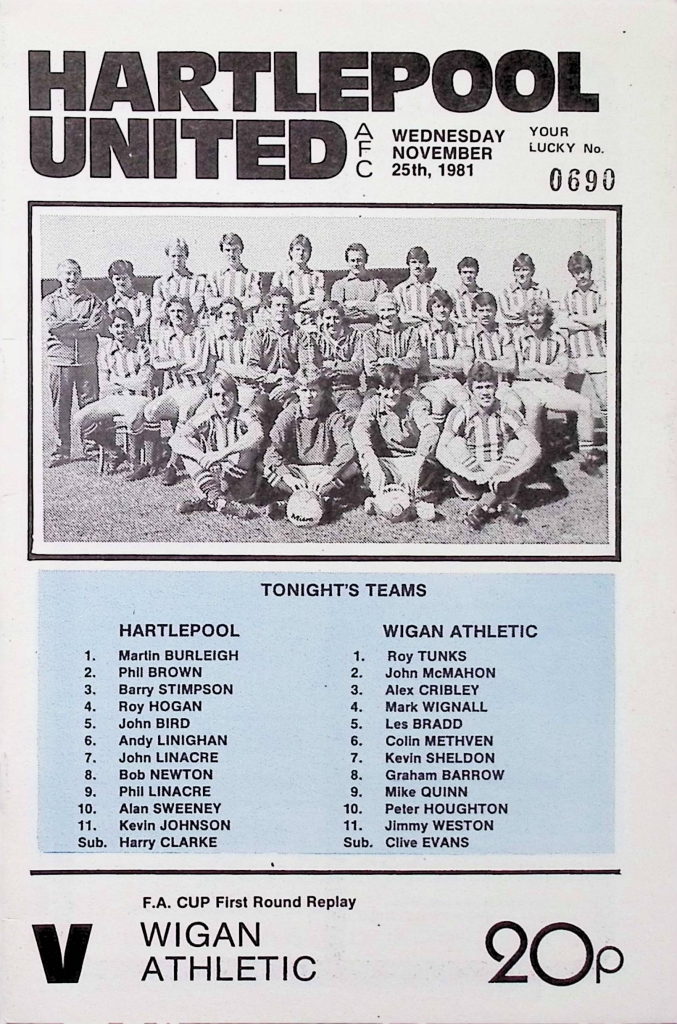 HARTLEPOOL
UNITED AFC
WEDNESDAY
NOVEMBER
25th, 1981
YOUR
LUCKY No.
0690
TONIGHT'S TEAMS
HARTLEPOOL
1. Martin BURLEIGH
2. Phil BROWN
3. Barry STIMPSON
4. Roy HOGAN
5. John BIRD
6. Andy LINIGHAN
7. John LINACRE
8. Bob NEWTON
9. Phil LINACRE
10. Alan SWEENEY
11. Kevin JOHNSON
Sub. Harry CLARKE
WIGAN ATHLETIC
1. Roy TUNKS
2. John McMAHON
3. Alex CRIBLEY
4. Mark WIGNALL
5. Les BRADD
6. Colin METHVEN
7. Kevin SHELDON
8. Graham BARROW
9. Mike QUINN
10. Peter HOUGHTON
11. Jimmy WESTON
Sub. Clive EVANS
F.A. CUP First Round Replay
V WIGAN
ATHLETIC
20p